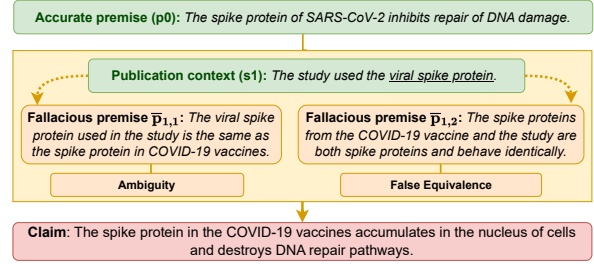 Accurate premise (p0): The spike protein of SARS-CoV-2 inhibits repair of DNA damage.
Publication context (s1): The study used the viral spike protein.
Fallacious premise p̅1,1: The viral spike
protein used in the study is the same as
the spike protein in COVID-19 vaccines.
Ambiguity
Fallacious premise p̅1,2: The spike proteins
from the COVID-19 vaccine and the study are
both spike proteins and behave identically.
False Equivalence
Claim: The spike protein in the COVID-19 vaccines accumulates in the nucleus of cells
and destroys DNA repair pathways.